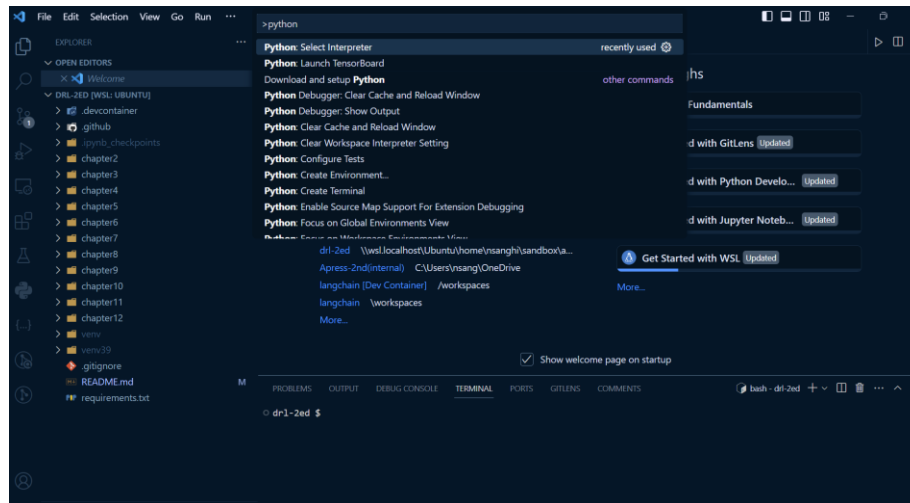 File Edit Selection View Go Run ···
>python
EXPLORER
OPEN EDITORS
Welcome
DRL-2ED [WSL: UBUNTU]
.devcontainer
.github
.ipynb_checkpoints
chapter2
chapter3
chapter4
chapter5
chapter6
chapter7
chapter8
chapter9
chapter10
chapter11
chapter12
venv
venv39
.gitignore
README.md M
requirements.txt
1
Python: Select Interpreter recently used
Python: Launch TensorBoard
Download and setup Python other commands
Python Debugger: Clear Cache and Reload Window
Python Debugger: Show Output
Python: Clear Cache and Reload Window
Python: Clear Workspace Interpreter Setting
Python: Configure Tests
Python: Create Environment...
Python: Create Terminal
Python: Enable Source Map Support For Extension Debugging
Python: Focus on Global Environments View
Python: Focus on Workspace Environments View
drl-2ed \\wsl.localhost\Ubuntu\home\nsanghi\sandbox\a...
Apress-2nd(internal) C:\Users\nsang\OneDrive
langchain [Dev Container] /workspaces
langchain \workspaces
More...
ghs
Fundamentals
d with GitLens Updated
d with Python Develo... Updated
d with Jupyter Noteb... Updated
Get Started with WSL Updated
More...
Show welcome page on startup
PROBLEMS OUTPUT DEBUG CONSOLE TERMINAL PORTS GITLENS COMMENTS
bash - drl-2ed
drl-2ed $